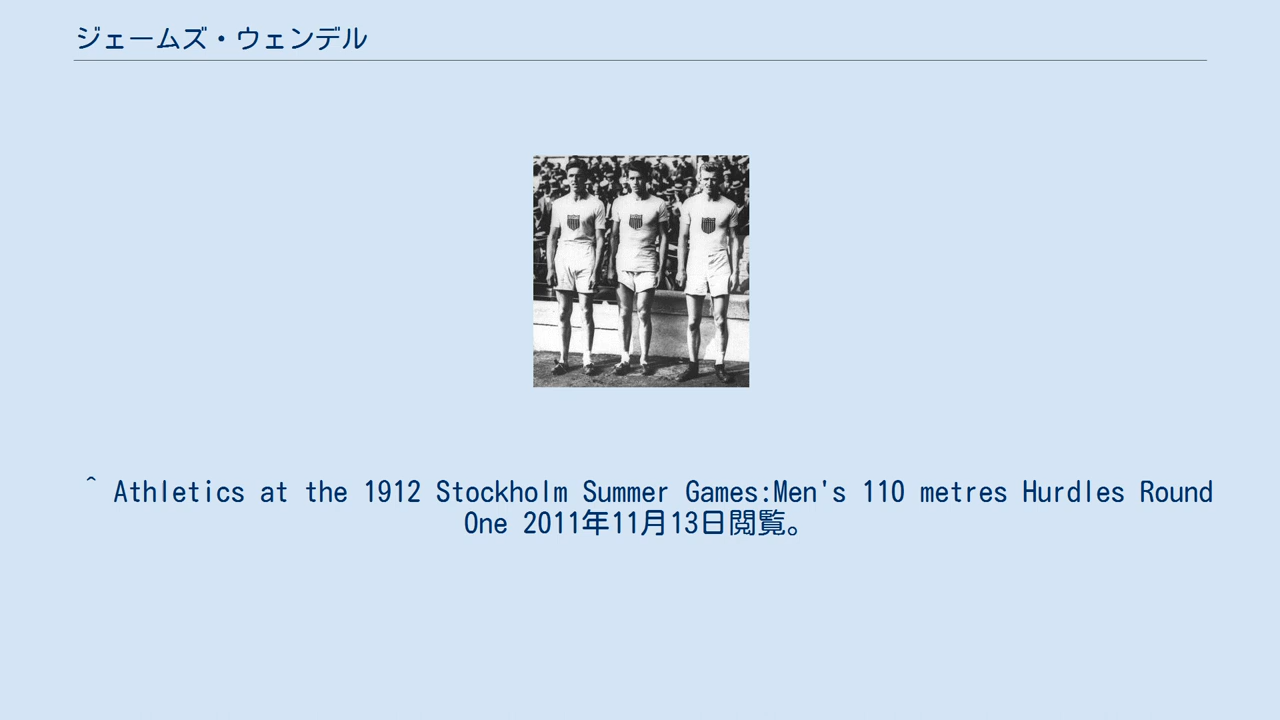 ジェームズ・ウェンデル
^ Athletics at the 1912 Stockholm Summer Games:Men's 110 metres Hurdles Round
One 2011年11月13日閲覧。